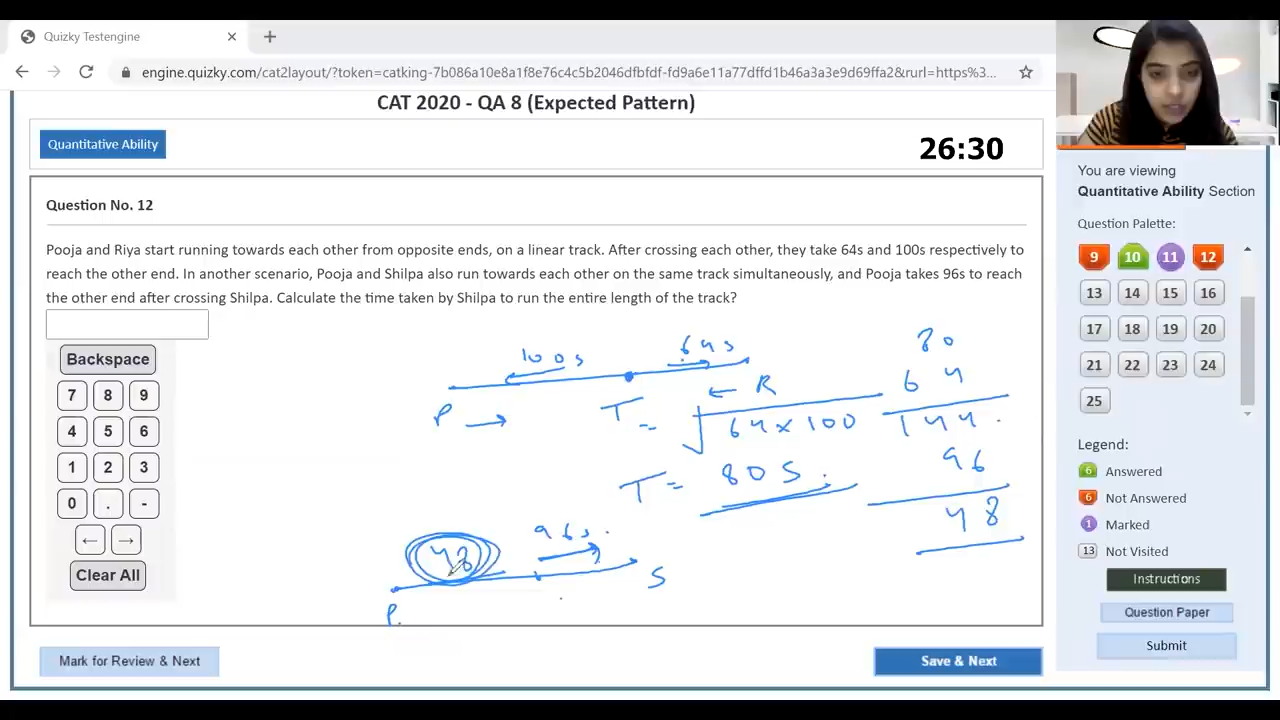 Quizky Testengine
engine.quizky.com/cat2layout/?token=catking-7b086a10e8a1f8e76c4c5b2046dfbfdf-fd9a6e11a77dffd1b46a3a3e9d69ffa2&rurl=https%3...
CAT 2020 - QA 8 (Expected Pattern)
Quantitative Ability
26:30
Question No. 12
Pooja and Riya start running towards each other from opposite ends, on a linear track. After crossing each other, they take 64s and 100s respectively to
reach the other end. In another scenario, Pooja and Shilpa also run towards each other on the same track simultaneously, and Pooja takes 96s to reach
the other end after crossing Shilpa. Calculate the time taken by Shilpa to run the entire length of the track?
Backspace
7 8 9
4 5 6
1 2 3
0 . -
← →
Clear All
100s 64s
P → ← R
T = √64x100
T = 80s.
80
64
144
96
48
48 96s
P S
Mark for Review & Next
Save & Next
You are viewing
Quantitative Ability Section
Question Palette:
9 10 11 12
13 14 15 16
17 18 19 20
21 22 23 24
25
Legend:
6 Answered
6 Not Answered
1 Marked
13 Not Visited
Instructions
Question Paper
Submit